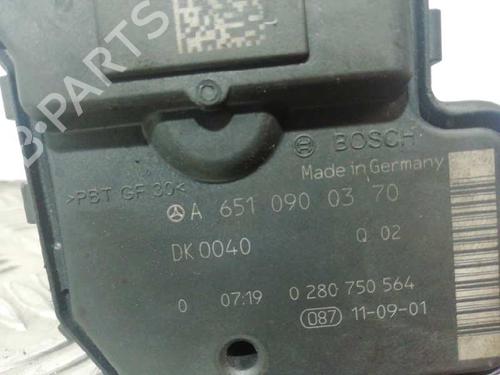 B-PARTS
BOSCH
Made in Germany
>PBT GF 30<
A 651 090 03 70
DK0040 Q 02
0 07:19 0 280 750 564
087 11-09-01